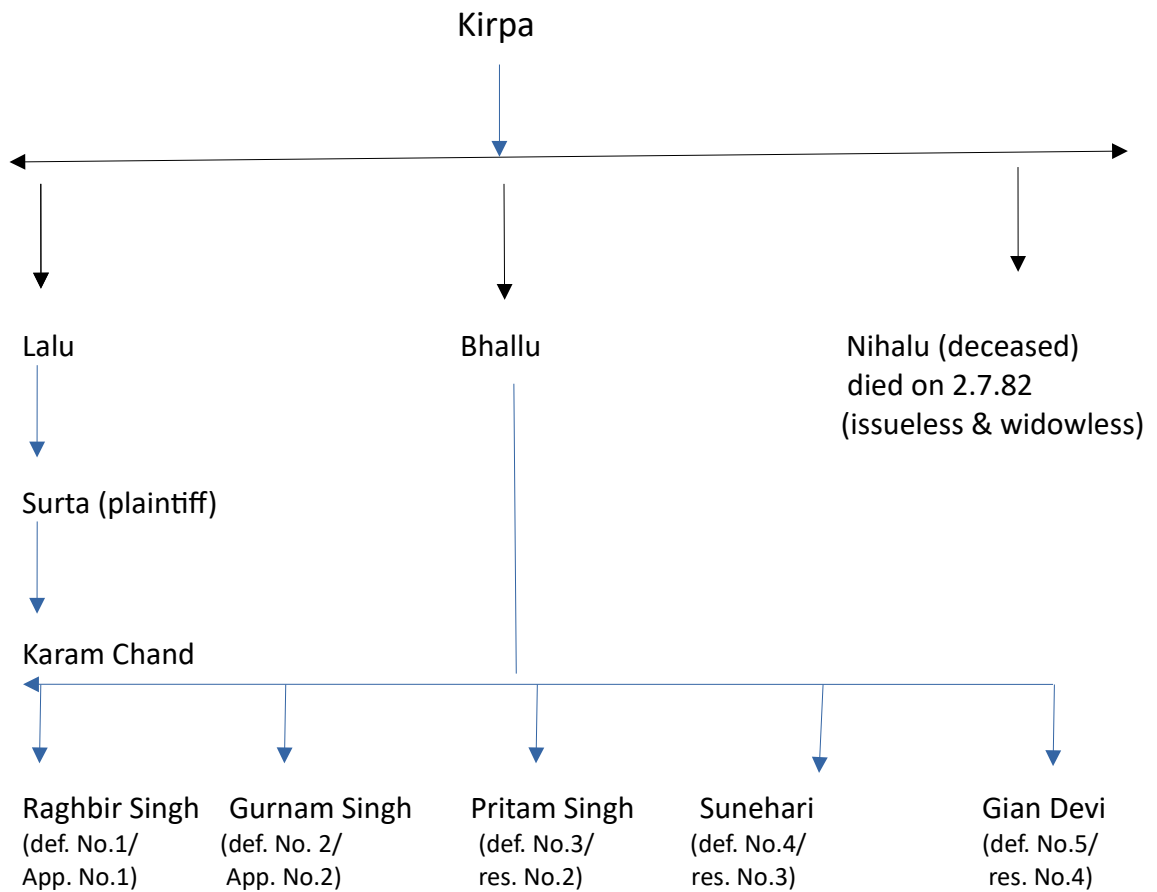 Kirpa
Lalu
Bhallu
Nihalu (deceased)
died on 2.7.82
(issueless & widowless)
Surta (plaintiff)
Karam Chand
Raghbir Singh
(def. No.1/
App. No.1)
Gurnam Singh
(def. No. 2/
App. No.2)
Pritam Singh
(def. No.3/
res. No.2)
Sunehari
(def. No.4/
res. No.3)
Gian Devi
(def. No.5/
res. No.4)